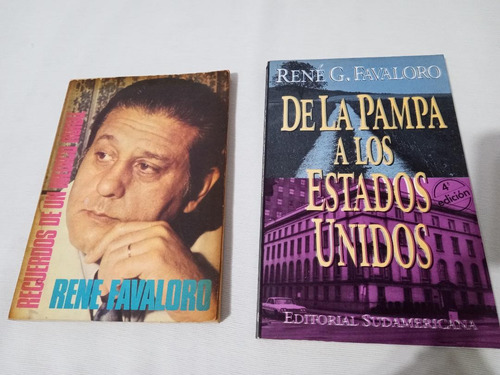 RECUERDOS DE UN
RENE FAVALORO
RENÉ G. FAVALORO
DE LA PAMPA
A LOS
ESTADOS
UNIDOS
4ª
edición
EDITORIAL SUDAMERICANA